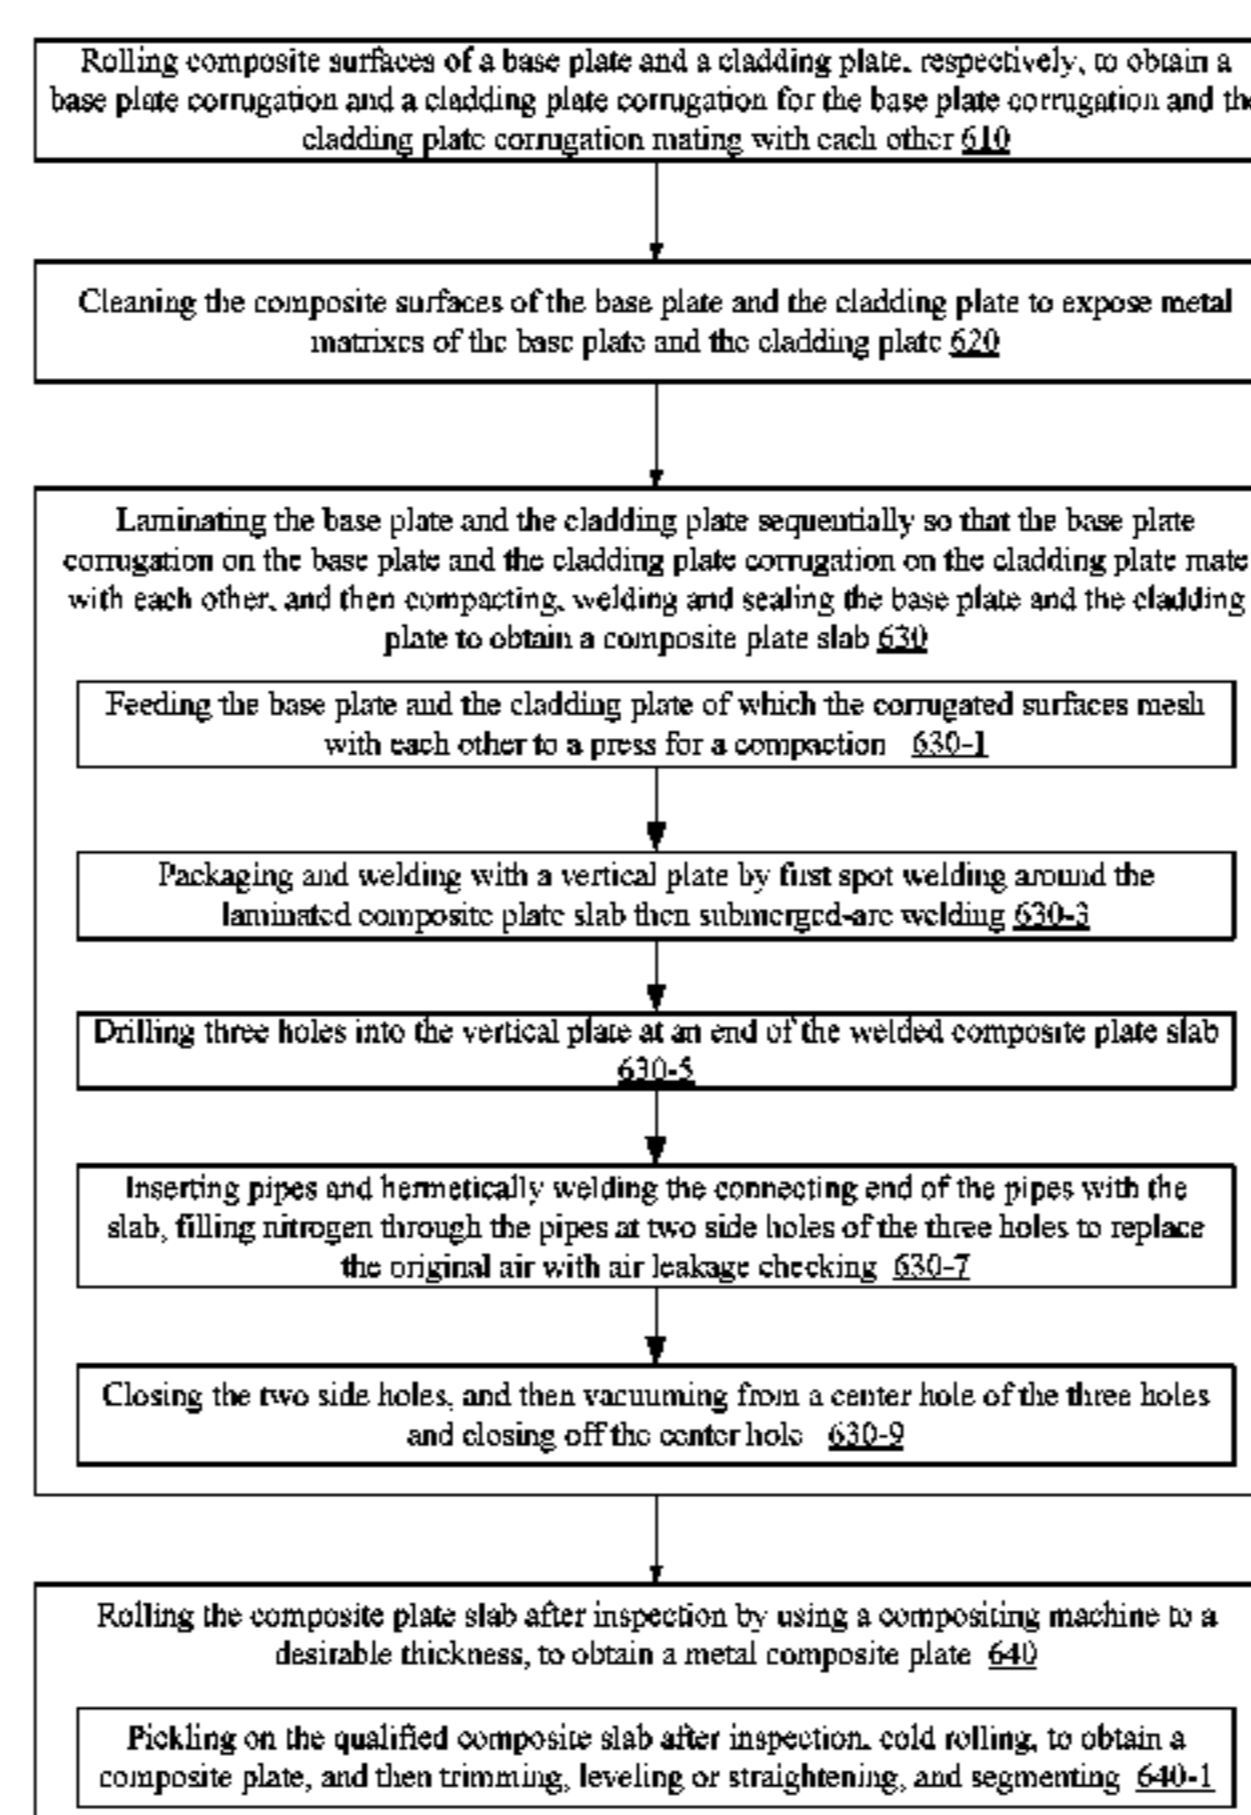 Rolling composite surfaces of a base plate and a cladding plate, respectively, to obtain a
base plate corrugation and a cladding plate corrugation for the base plate corrugation and the
cladding plate corrugation mating with each other 610
Cleaning the composite surfaces of the base plate and the cladding plate to expose metal
matrixes of the base plate and the cladding plate 620
Laminating the base plate and the cladding plate sequentially so that the base plate
corrugation on the base plate and the cladding plate corrugation on the cladding plate mate
with each other, and then compacting, welding and sealing the base plate and the cladding
plate to obtain a composite plate slab 630
Feeding the base plate and the cladding plate of which the corrugated surfaces mesh
with each other to a press for a compaction 630-1
Packaging and welding with a vertical plate by first spot welding around the
laminated composite plate slab then submerged-arc welding 630-3
Drilling three holes into the vertical plate at an end of the welded composite plate slab
630-5
Inserting pipes and hermetically welding the connecting end of the pipes with the
slab, filling nitrogen through the pipes at two side holes of the three holes to replace
the original air with air leakage checking 630-7
Closing the two side holes, and then vacuuming from a center hole of the three holes
and closing off the center hole 630-9
Rolling the composite plate slab after inspection by using a compositing machine to a
desirable thickness, to obtain a metal composite plate 640
Pickling on the qualified composite slab after inspection, cold rolling, to obtain a
composite plate, and then trimming, leveling or straightening, and segmenting 640-1